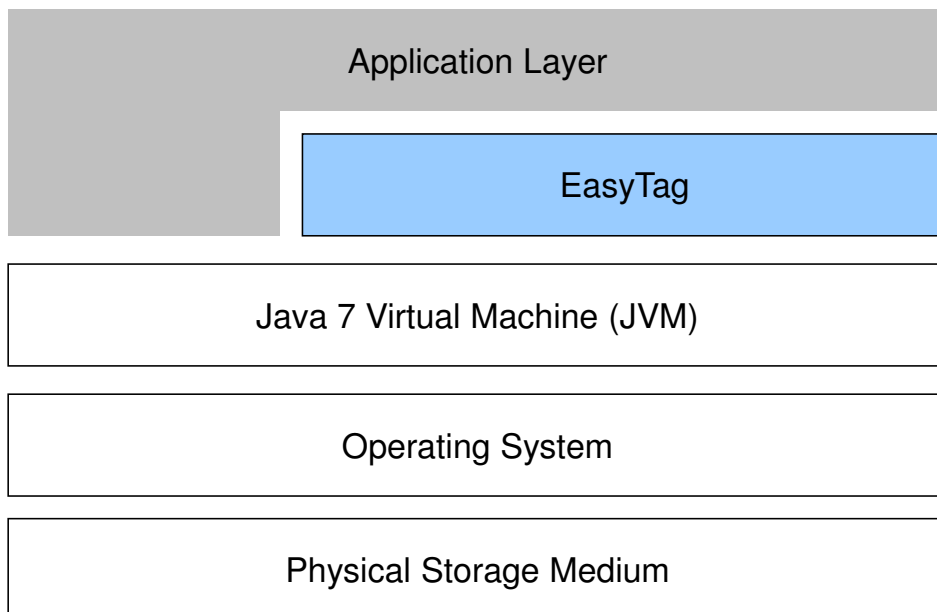 Application Layer
EasyTag
Java 7 Virtual Machine (JVM)
Operating System
Physical Storage Medium